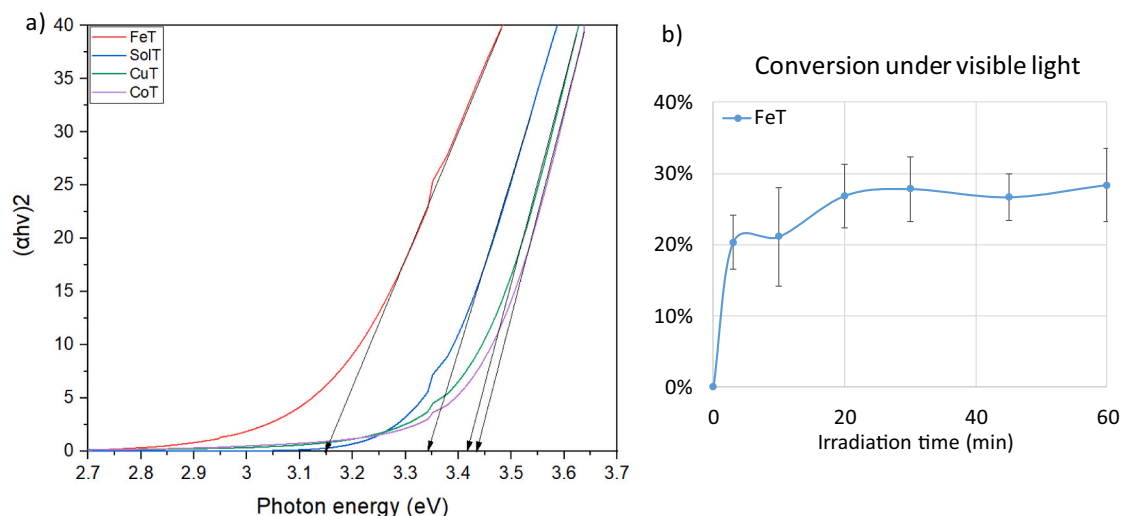 a)
FeT
SolT
CuT
CoT
40
35
30
25
20
15
10
5
0
(αhv)2
2.7 2.8 2.9 3 3.1 3.2 3.3 3.4 3.5 3.6 3.7
Photon energy (eV)
b)
Conversion under visible light
FeT
40%
30%
20%
10%
0%
0 20 40 60
Irradiation time (min)